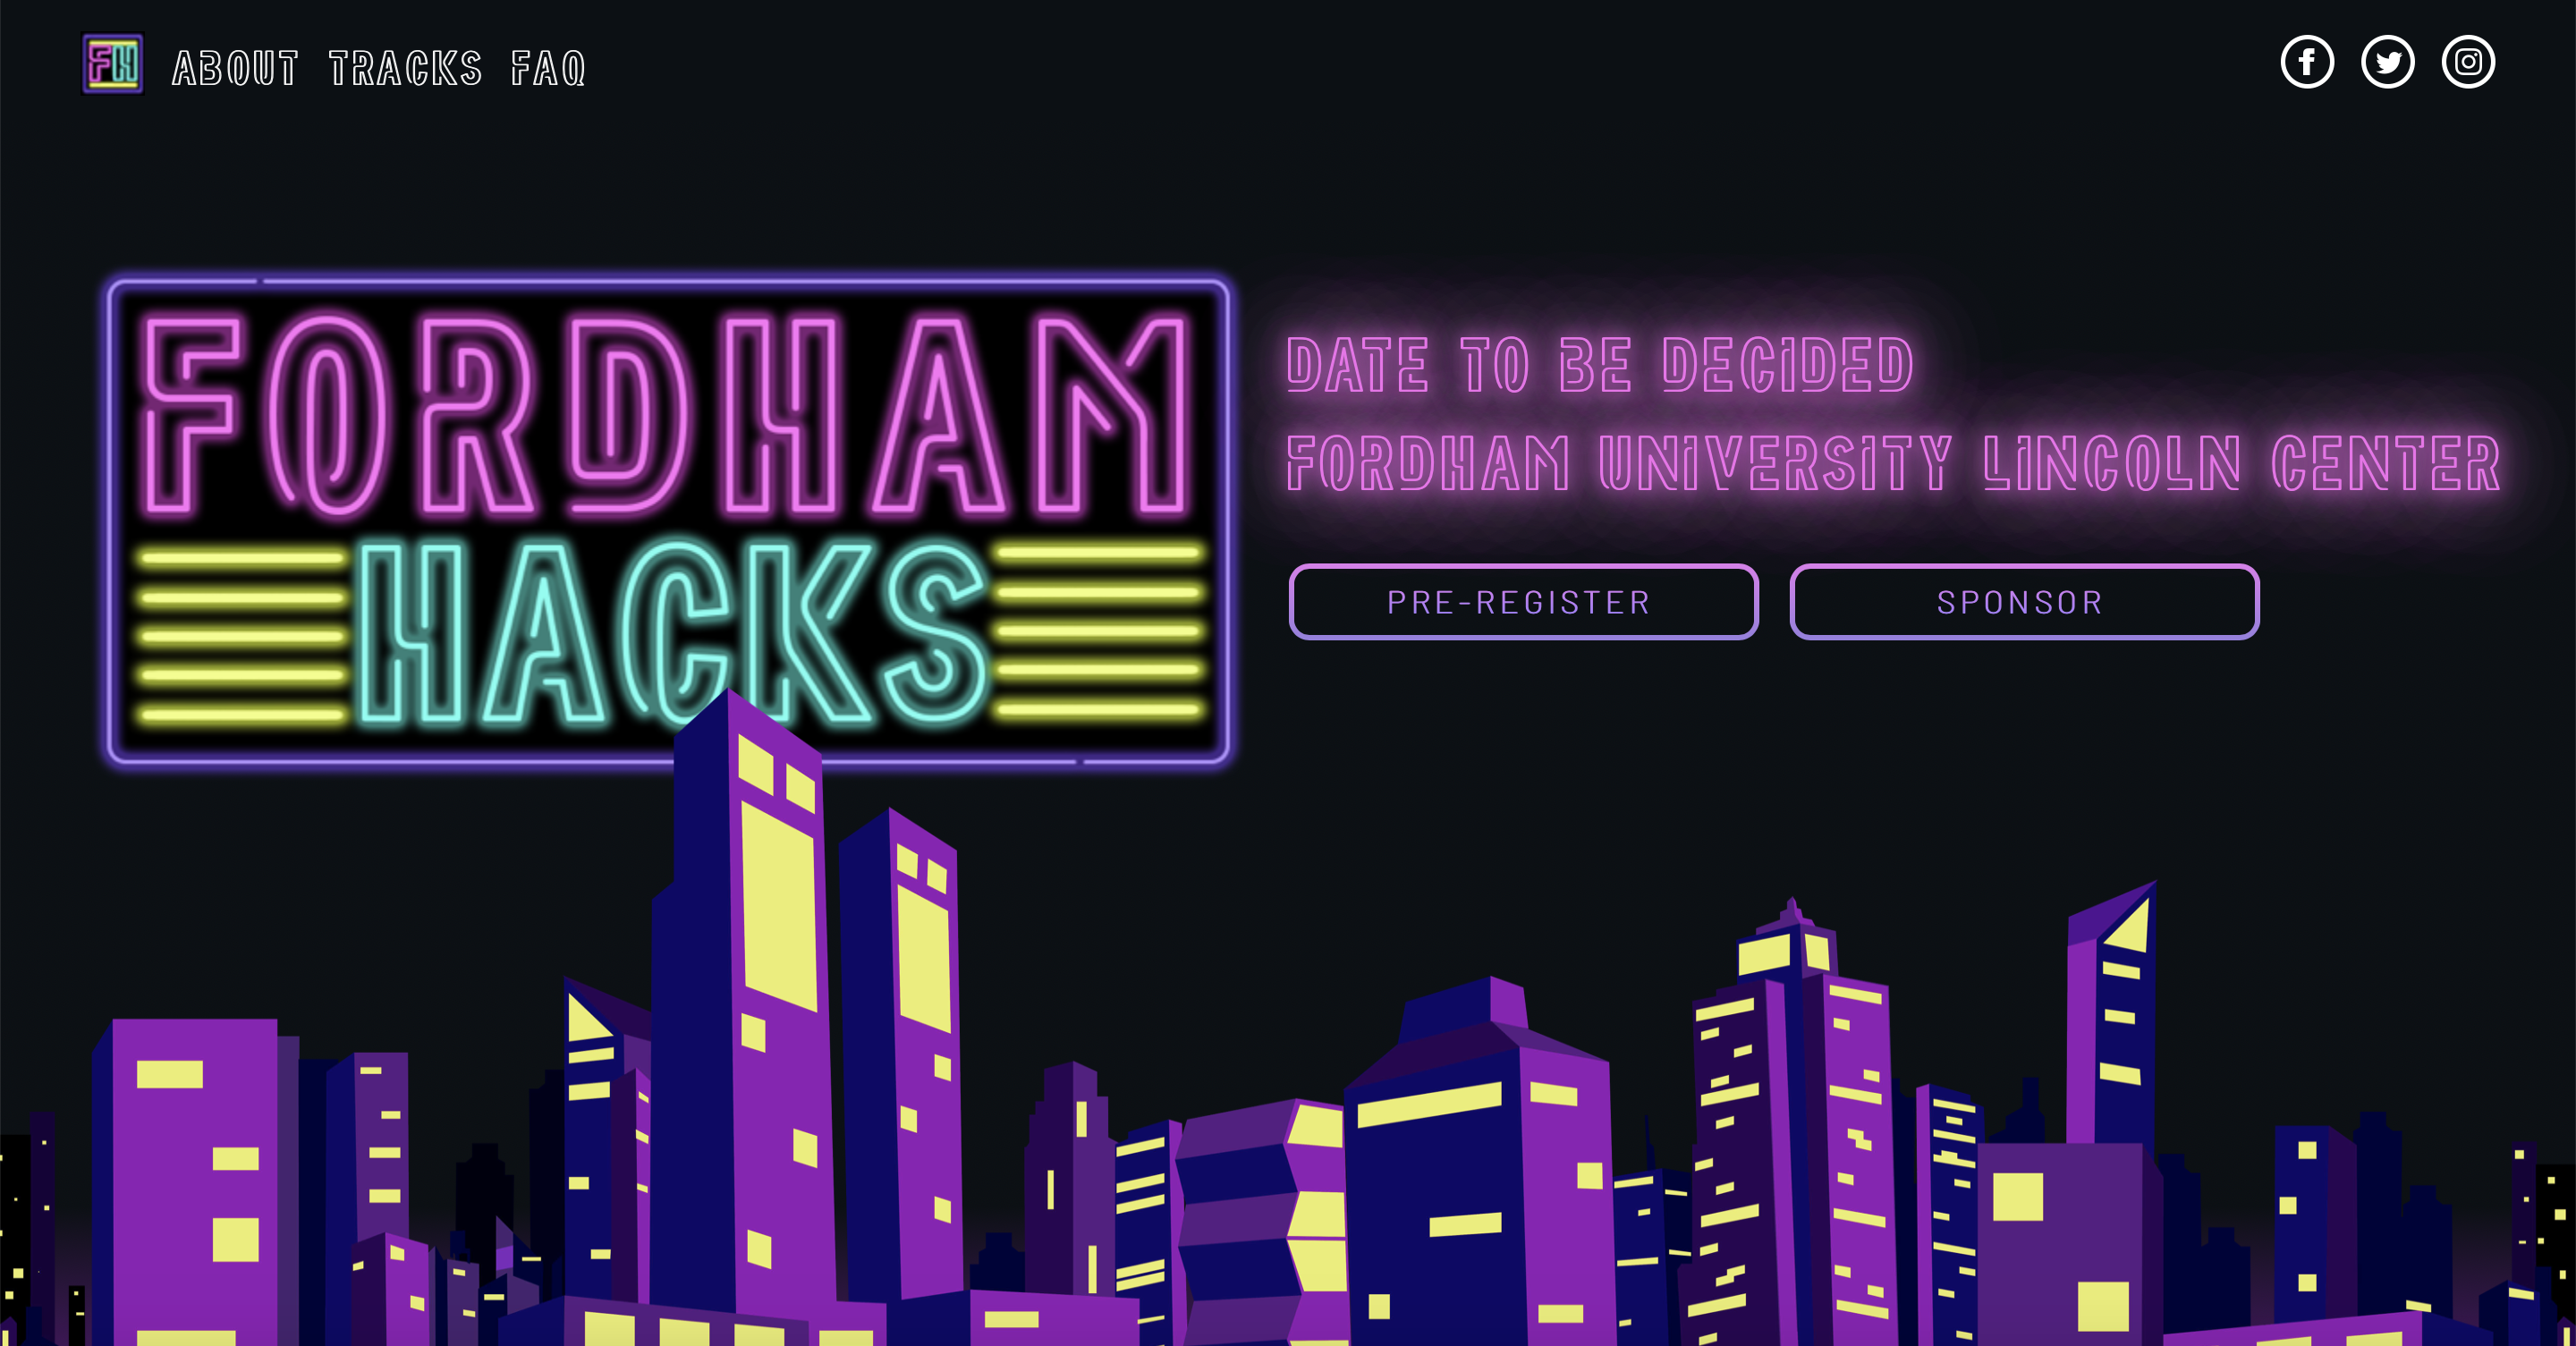 FH ABOUT TRACKS FAQ
FORDHAM
HACKS
DATE TO BE DECIDED
FORDHAM UNIVERSITY LINCOLN CENTER
PRE-REGISTER SPONSOR